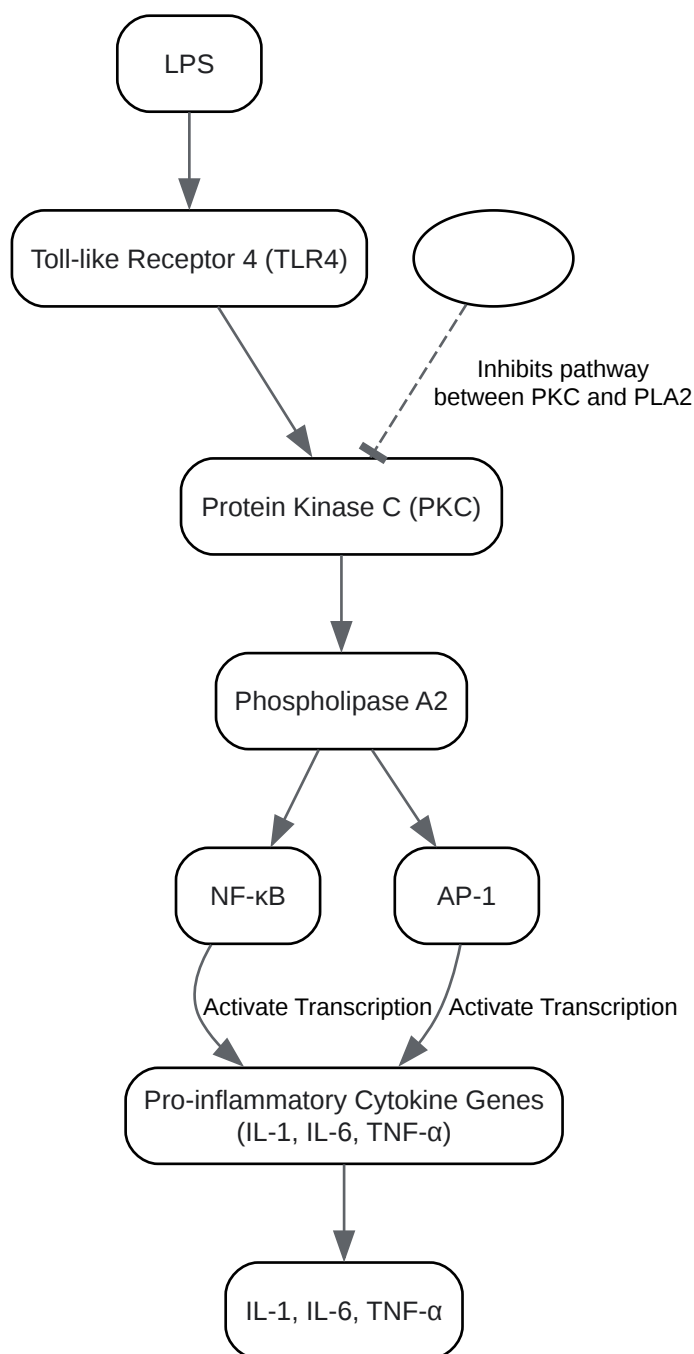 LPS
Toll-like Receptor 4 (TLR4)
Inhibits pathway
between PKC and PLA2
Protein Kinase C (PKC)
Phospholipase A2
NF-κB
AP-1
Activate Transcription
Activate Transcription
Pro-inflammatory Cytokine Genes
(IL-1, IL-6, TNF-α)
IL-1, IL-6, TNF-α